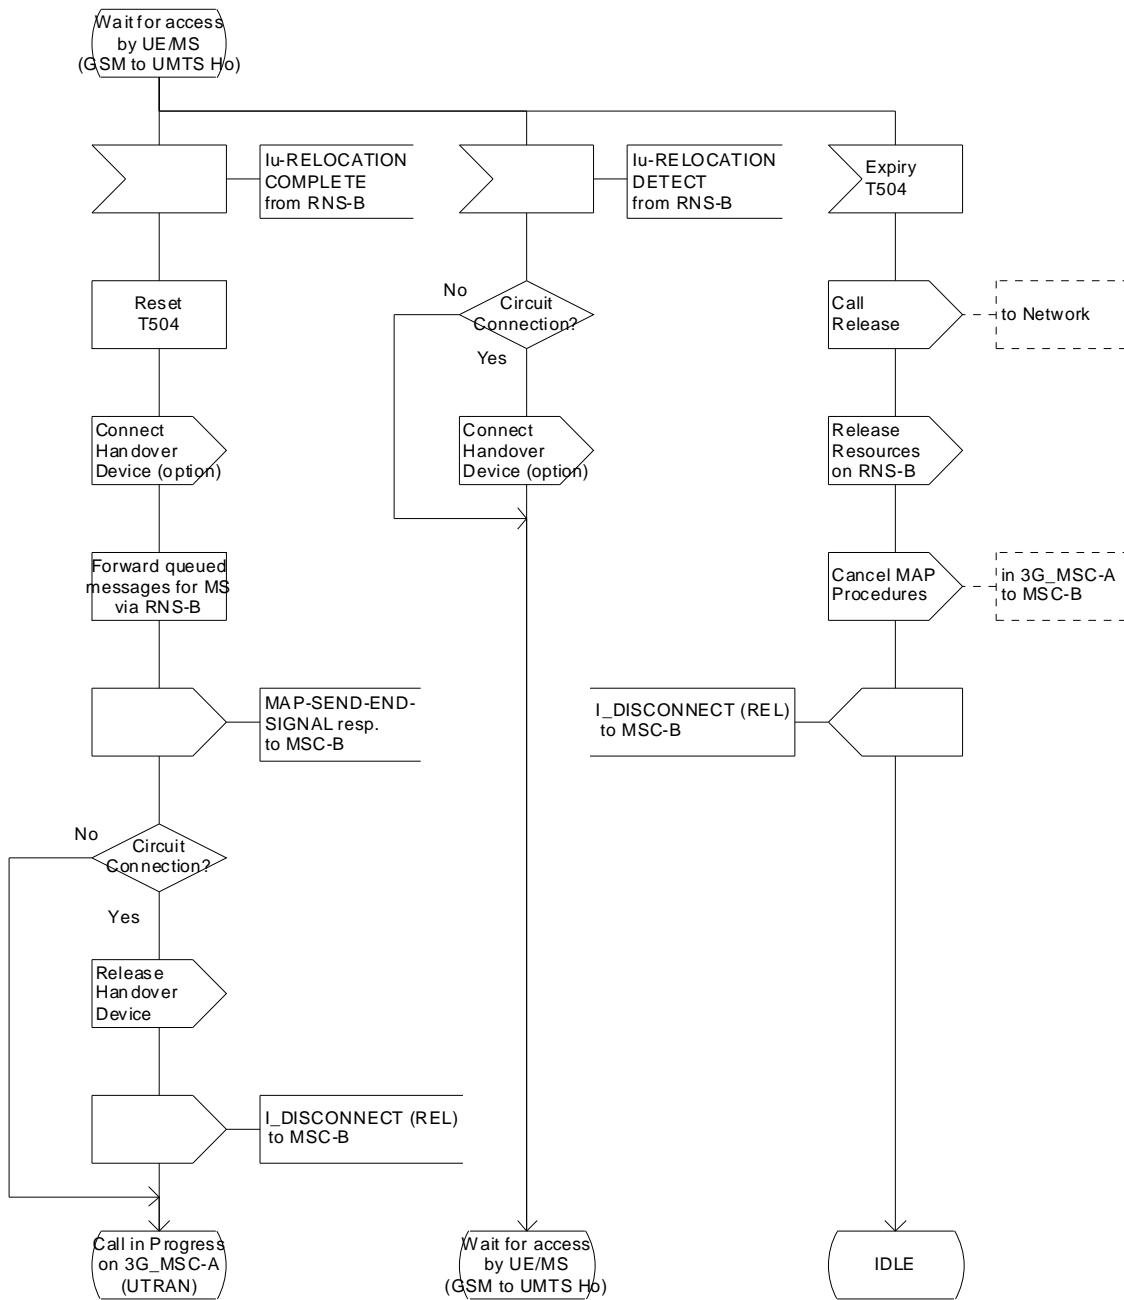 Wait for access
by UE/MS
(GSM to UMTS Ho)
Iu-RELOCATION
COMPLETE
from RNS-B
Iu-RELOCATION
DETECT
from RNS-B
Expiry
T504
Reset
T504
No
Circuit
Connection?
Yes
Call
Release
to Network
Connect
Handover
Device (option)
Connect
Handover
Device (option)
Release
Resources
on RNS-B
Forward queued
messages for MS
via RNS-B
Cancel MAP
Procedures
in 3G_MSC-A
to MSC-B
MAP-SEND-END-
SIGNAL resp.
to MSC-B
I_DISCONNECT (REL)
to MSC-B
No
Circuit
Connection?
Yes
Release
Handover
Device
I_DISCONNECT (REL)
to MSC-B
Call in Progress
on 3G_MSC-A
(UTRAN)
Wait for access
by UE/MS
(GSM to UMTS Ho)
IDLE